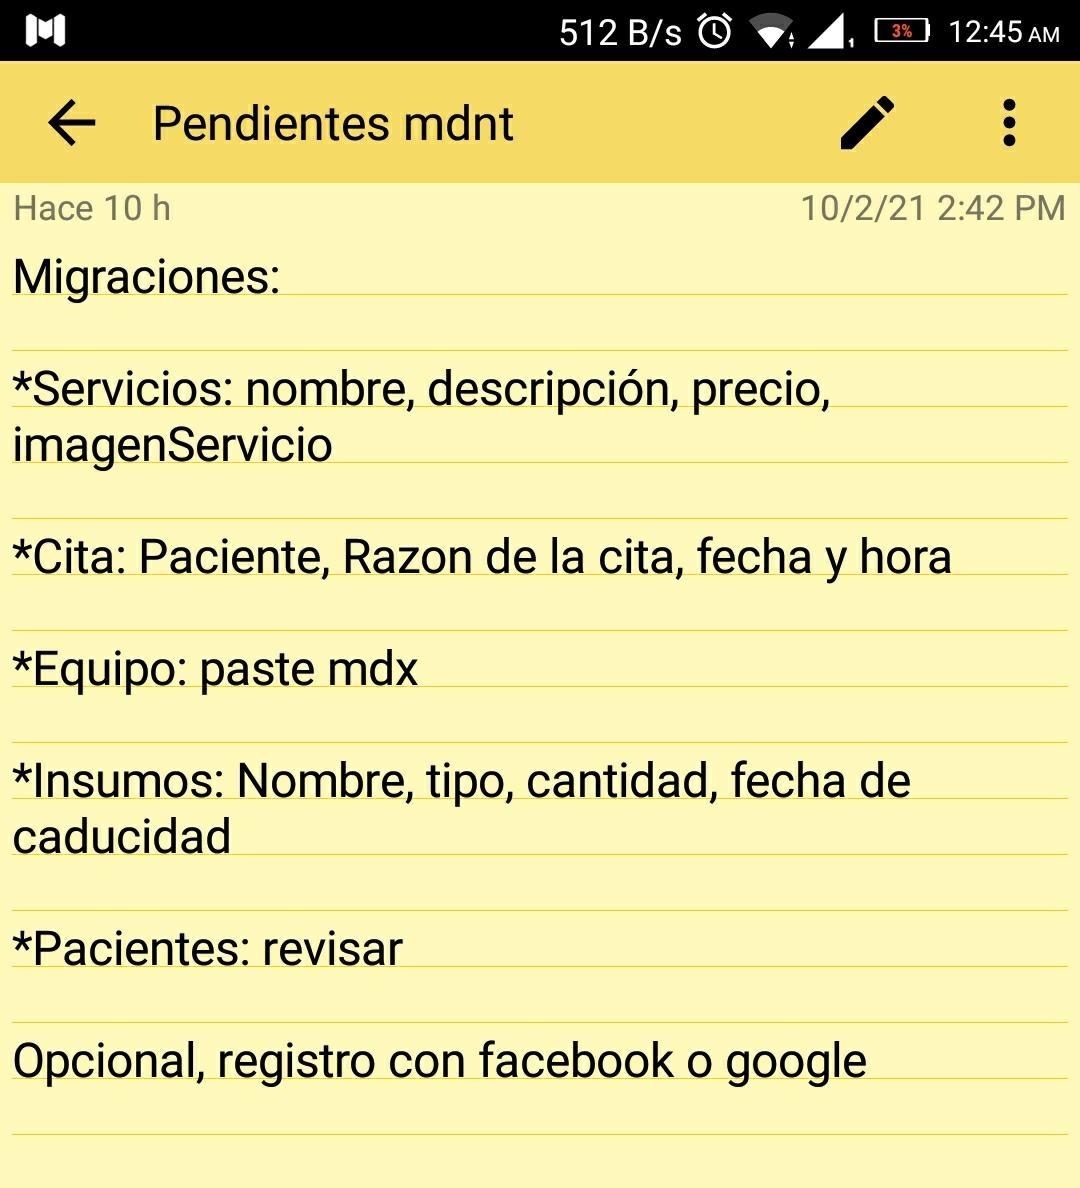 512 B/s 3% 12:45 AM
Pendientes mdnt
Hace 10 h 10/2/21 2:42 PM
Migraciones:
*Servicios: nombre, descripción, precio,
imagenServicio
*Cita: Paciente, Razon de la cita, fecha y hora
*Equipo: paste mdx
*Insumos: Nombre, tipo, cantidad, fecha de
caducidad
*Pacientes: revisar
Opcional, registro con facebook o google